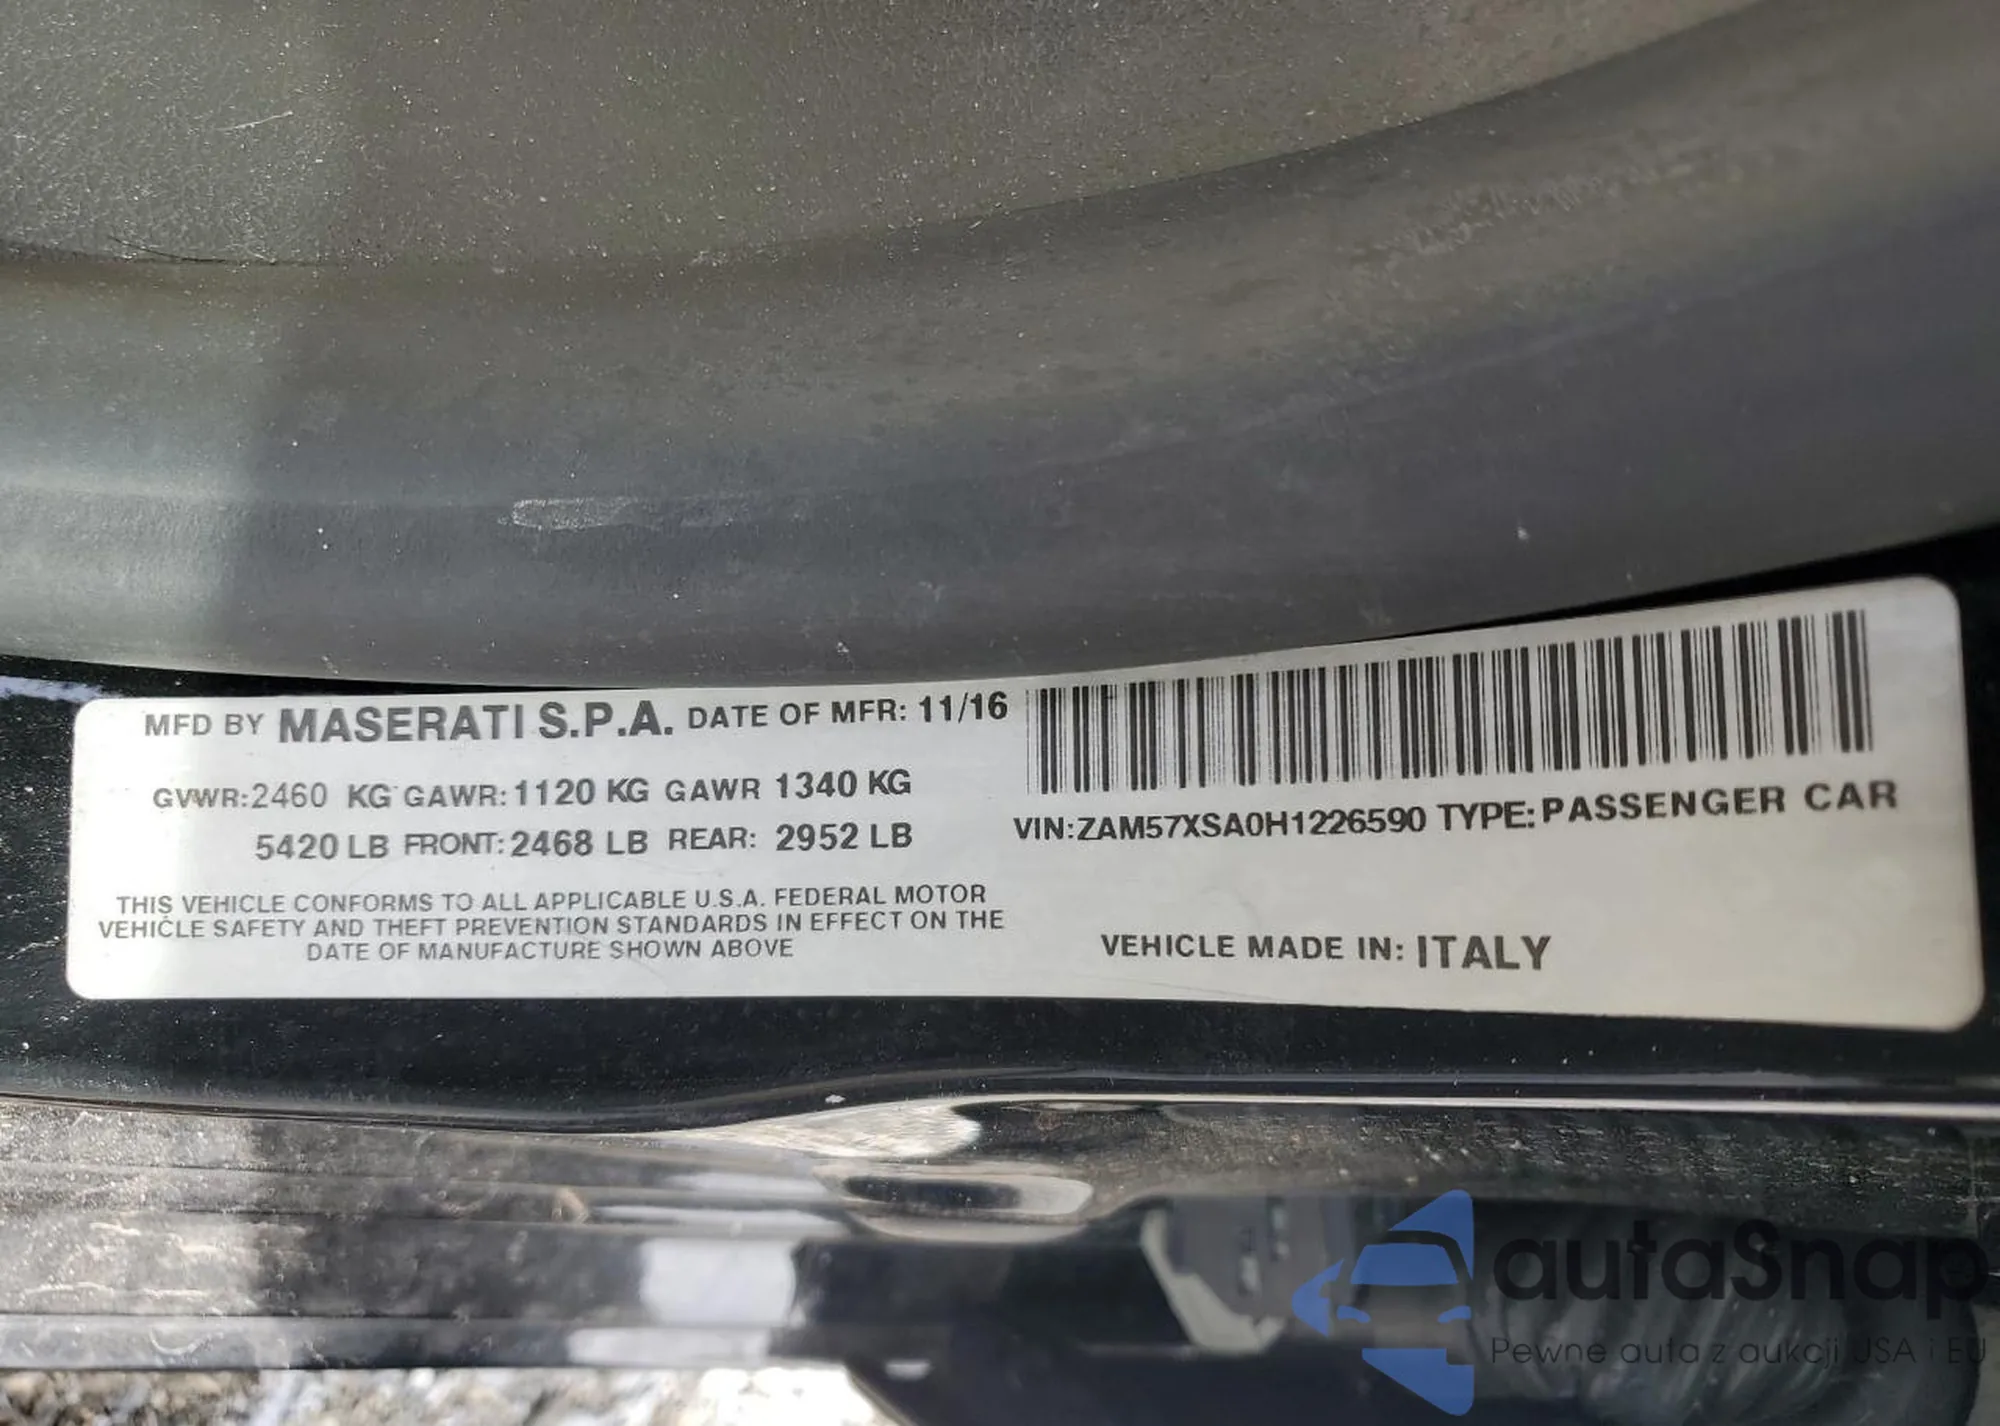 MFD BY MASERATI S.P.A. DATE OF MFR: 11/16
GVWR:2460 KG GAWR:1120 KG GAWR 1340 KG
5420 LB FRONT:2468 LB REAR: 2952 LB
THIS VEHICLE CONFORMS TO ALL APPLICABLE U.S.A. FEDERAL MOTOR
VEHICLE SAFETY AND THEFT PREVENTION STANDARDS IN EFFECT ON THE
DATE OF MANUFACTURE SHOWN ABOVE
VIN:ZAM57XSA0H1226590 TYPE:PASSENGER CAR
VEHICLE MADE IN: ITALY
autaSnap
Pewne auta z aukcji USA i EU